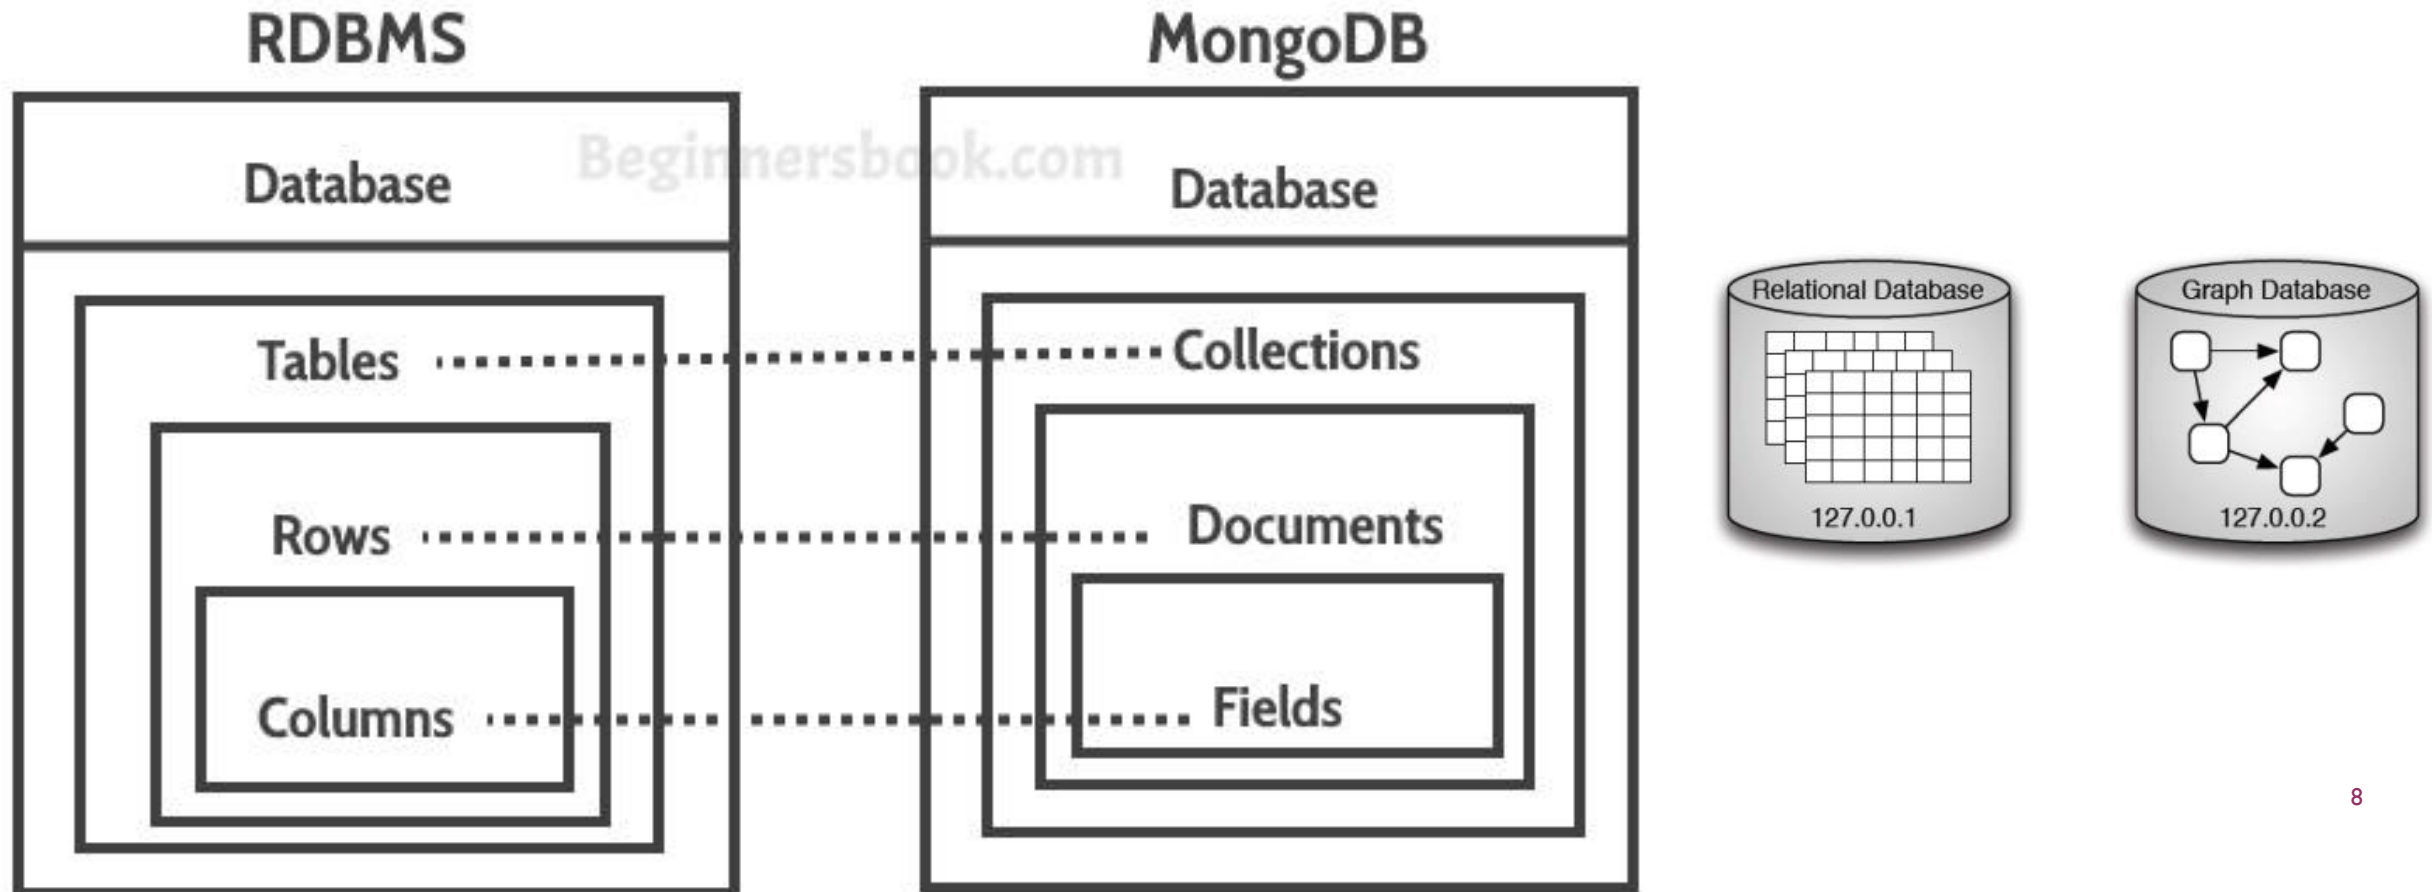 RDBMS
MongoDB
Beginnersbook.com
Database
Database
Tables
Collections
Rows
Documents
Columns
Fields
Relational Database
127.0.0.1
Graph Database
127.0.0.2
8